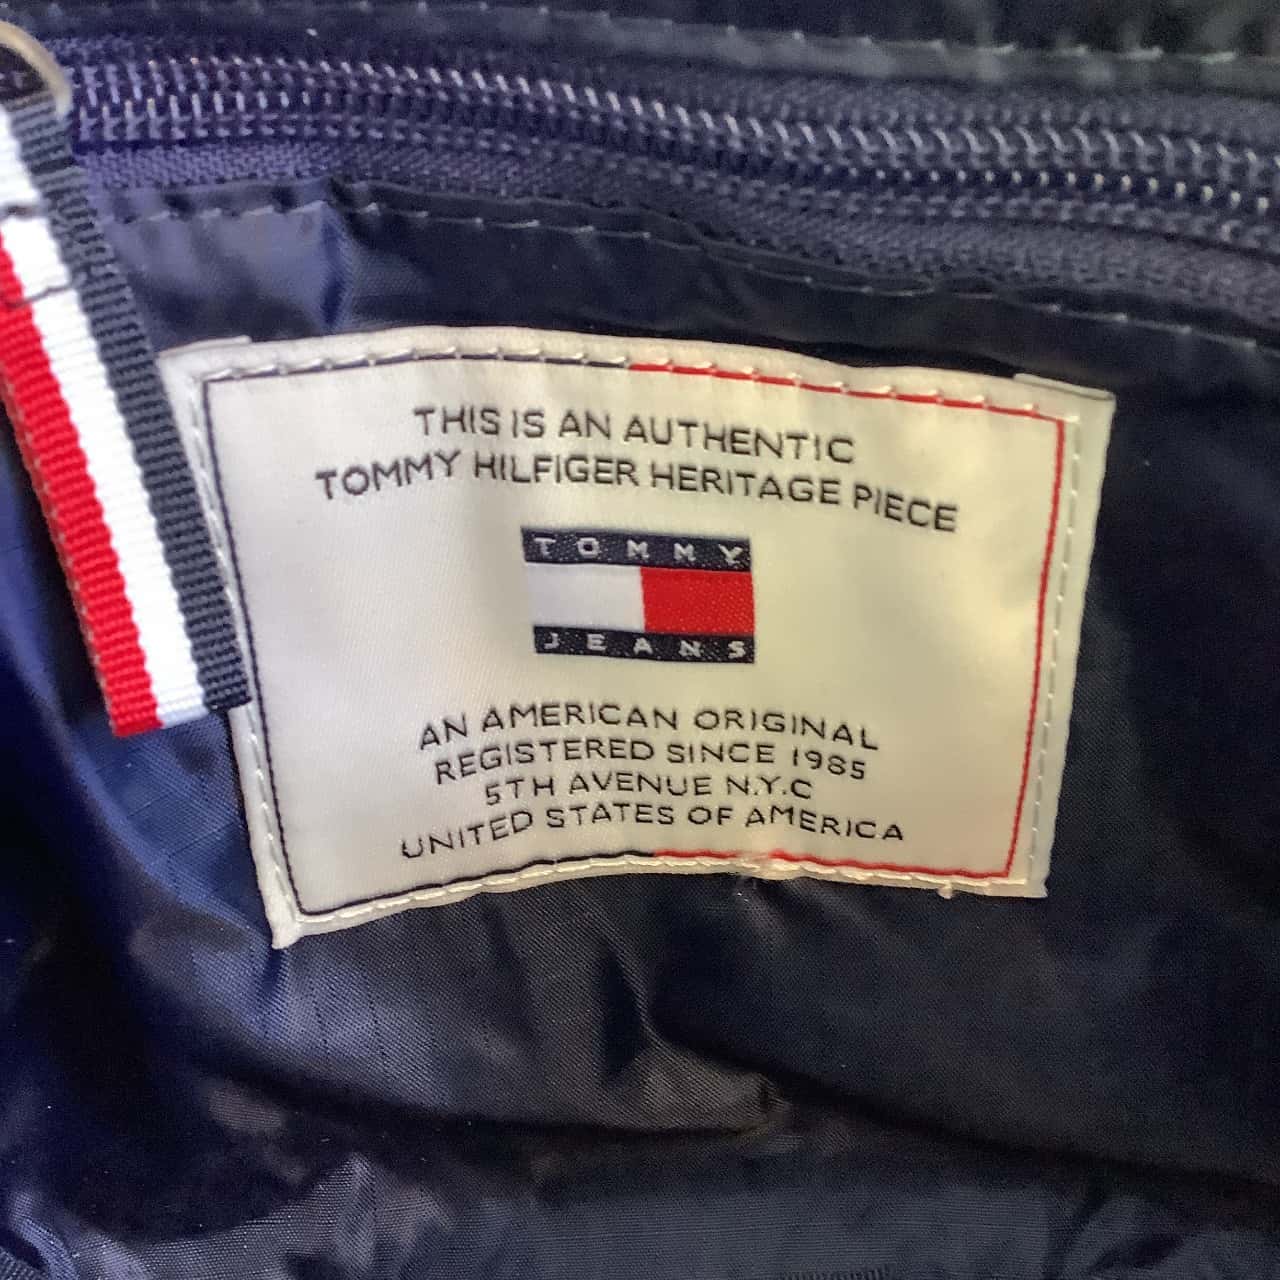 THIS IS AN AUTHENTIC
TOMMY HILFIGER HERITAGE PIECE
TOMMY
JEANS
AN AMERICAN ORIGINAL
REGISTERED SINCE 1985
5TH AVENUE N.Y.C
UNITED STATES OF AMERICA